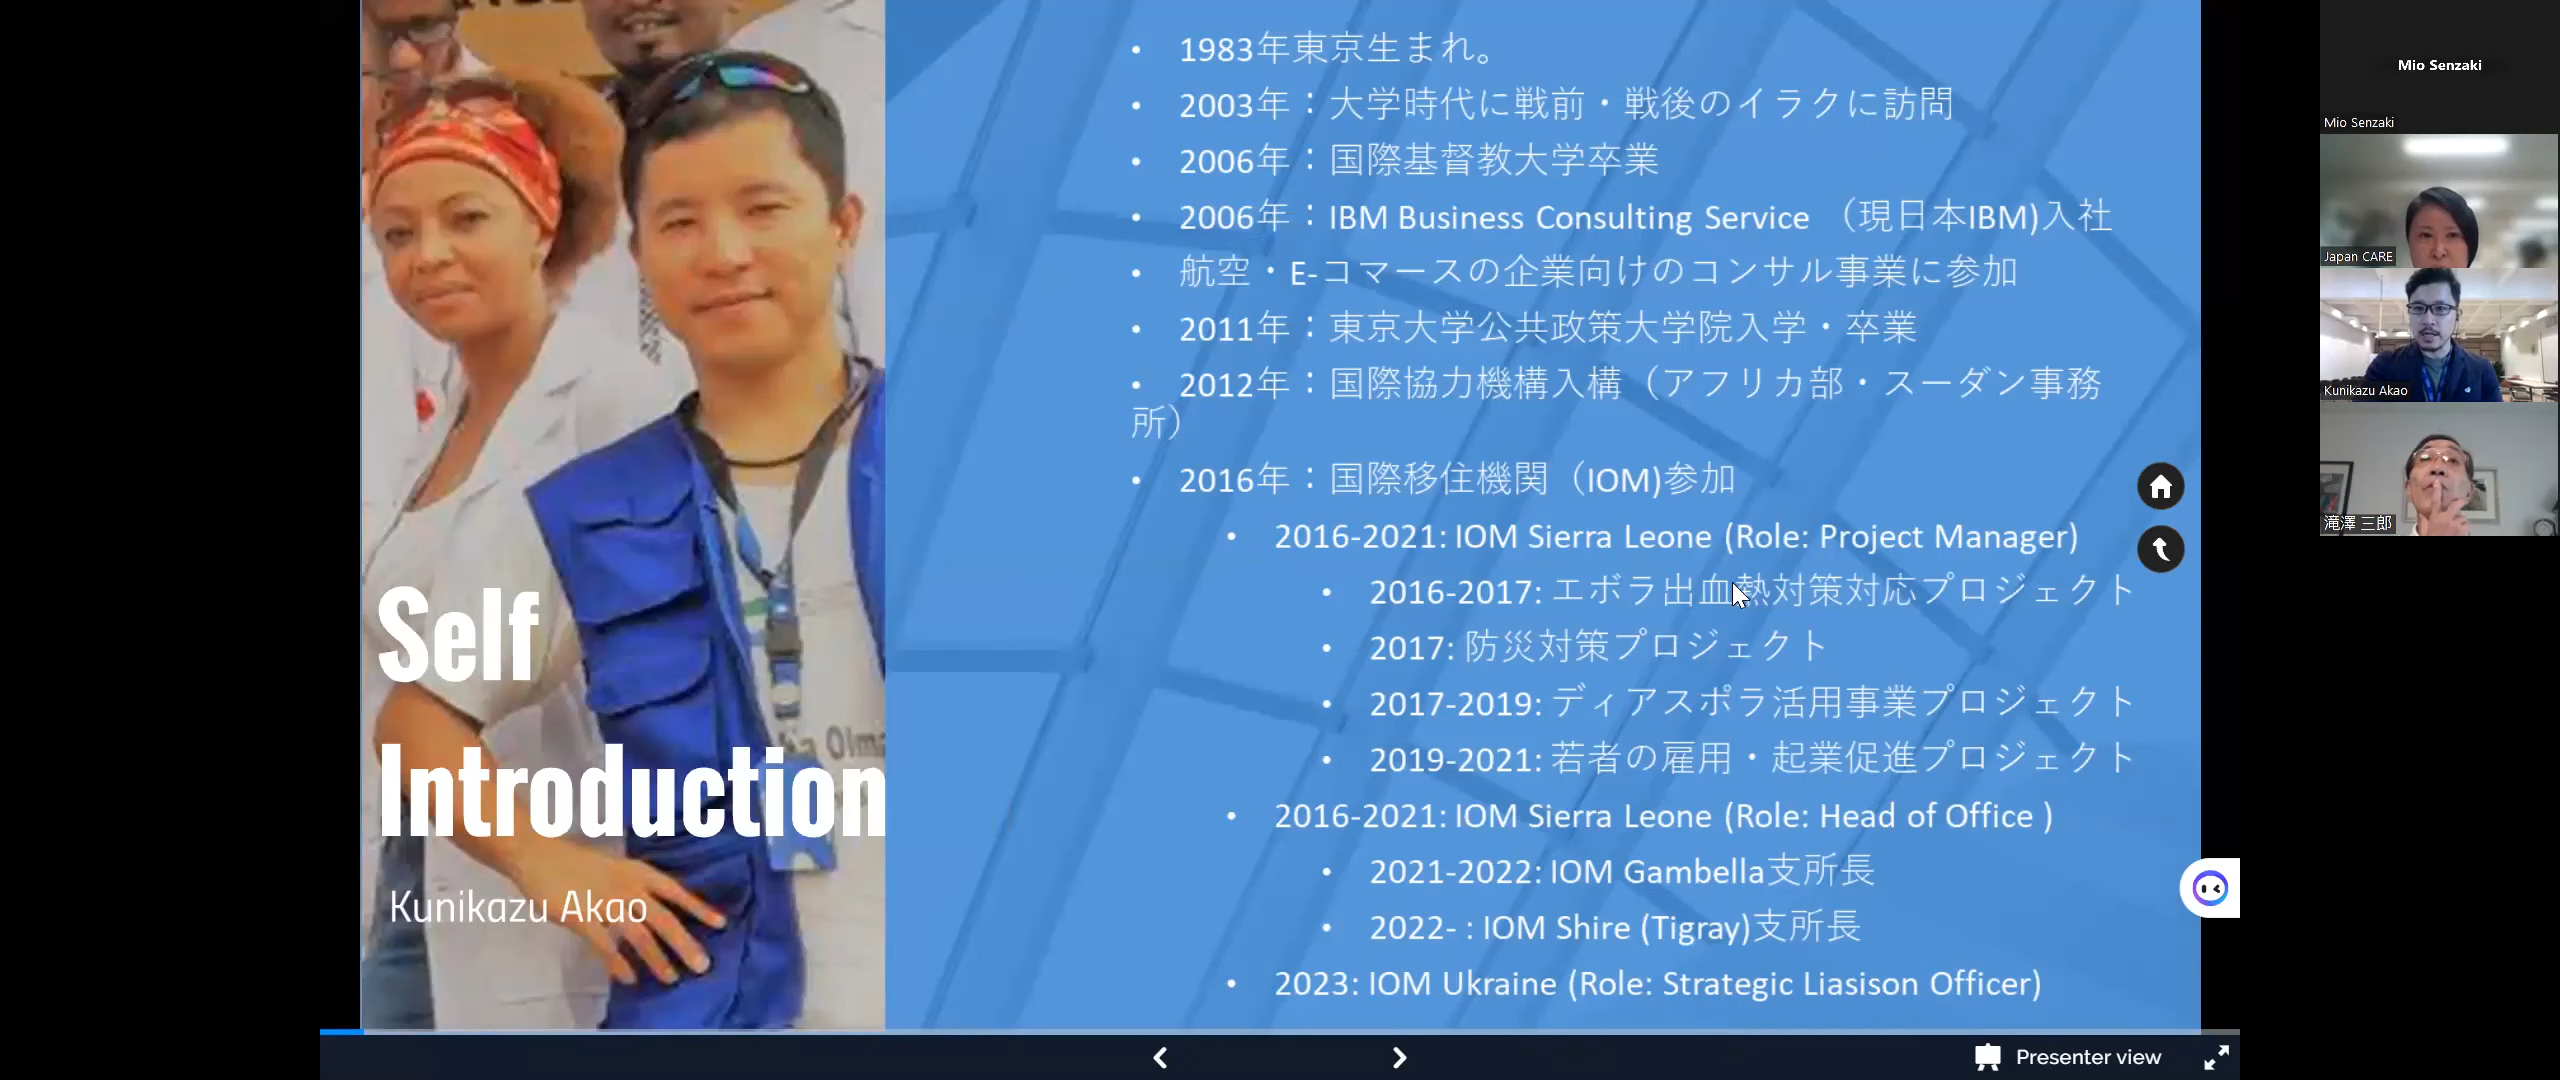 1983年東京生まれ。
2003年：大学時代に戦前・戦後のイラクに訪問
2006年：国際基督教大学卒業
2006年：IBM Business Consulting Service （現日本IBM)入社
航空・E-コマースの企業向けのコンサル事業に参加
2011年：東京大学公共政策大学院入学・卒業
2012年：国際協力機構入構（アフリカ部・スーダン事務
所）
2016年：国際移住機関（IOM)参加
2016-2021: IOM Sierra Leone (Role: Project Manager)
2016-2017: エボラ出血熱対策対応プロジェクト
2017: 防災対策プロジェクト
2017-2019: ディアスポラ活用事業プロジェクト
2019-2021: 若者の雇用・起業促進プロジェクト
2016-2021: IOM Sierra Leone (Role: Head of Office )
2021-2022: IOM Gambella支所長
2022- : IOM Shire (Tigray)支所長
2023: IOM Ukraine (Role: Strategic Liasison Officer)
Self
Introduction
Kunikazu Akao
Presenter view
Mio Senzaki
Mio Senzaki
Japan CARE
Kunikazu Akao
滝澤 三郎